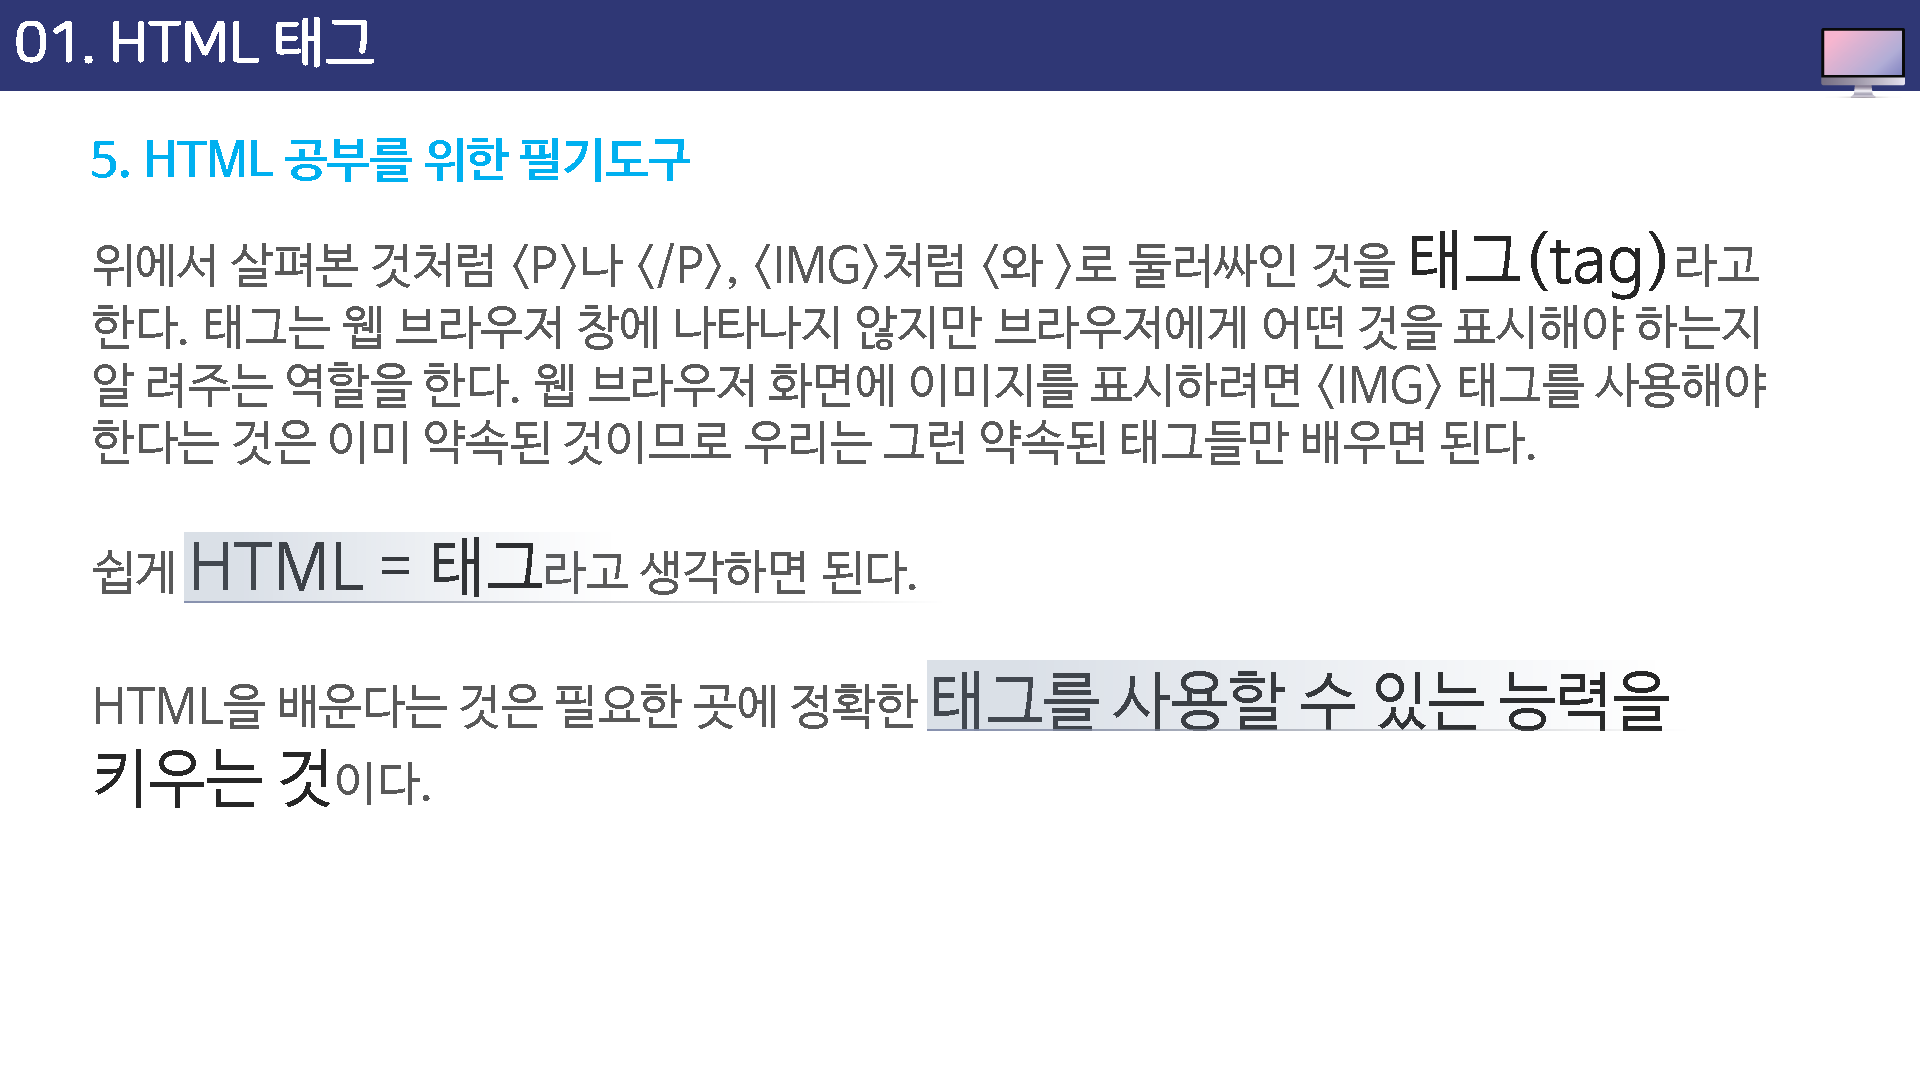 01. HTML 태그
5. HTML 공부를 위한 필기도구
위에서 살펴본 것처럼 〈P〉나 〈/P〉, 〈IMG〉처럼 〈와 〉로 둘러싸인 것을 태그(tag)라고
한다. 태그는 웹 브라우저 창에 나타나지 않지만 브라우저에게 어떤 것을 표시해야 하는지
알 려주는 역할을 한다. 웹 브라우저 화면에 이미지를 표시하려면 〈IMG〉 태그를 사용해야
한다는 것은 이미 약속된 것이므로 우리는 그런 약속된 태그들만 배우면 된다.
쉽게 HTML = 태그라고 생각하면 된다.
HTML을 배운다는 것은 필요한 곳에 정확한 태그를 사용할 수 있는 능력을
키우는 것이다.